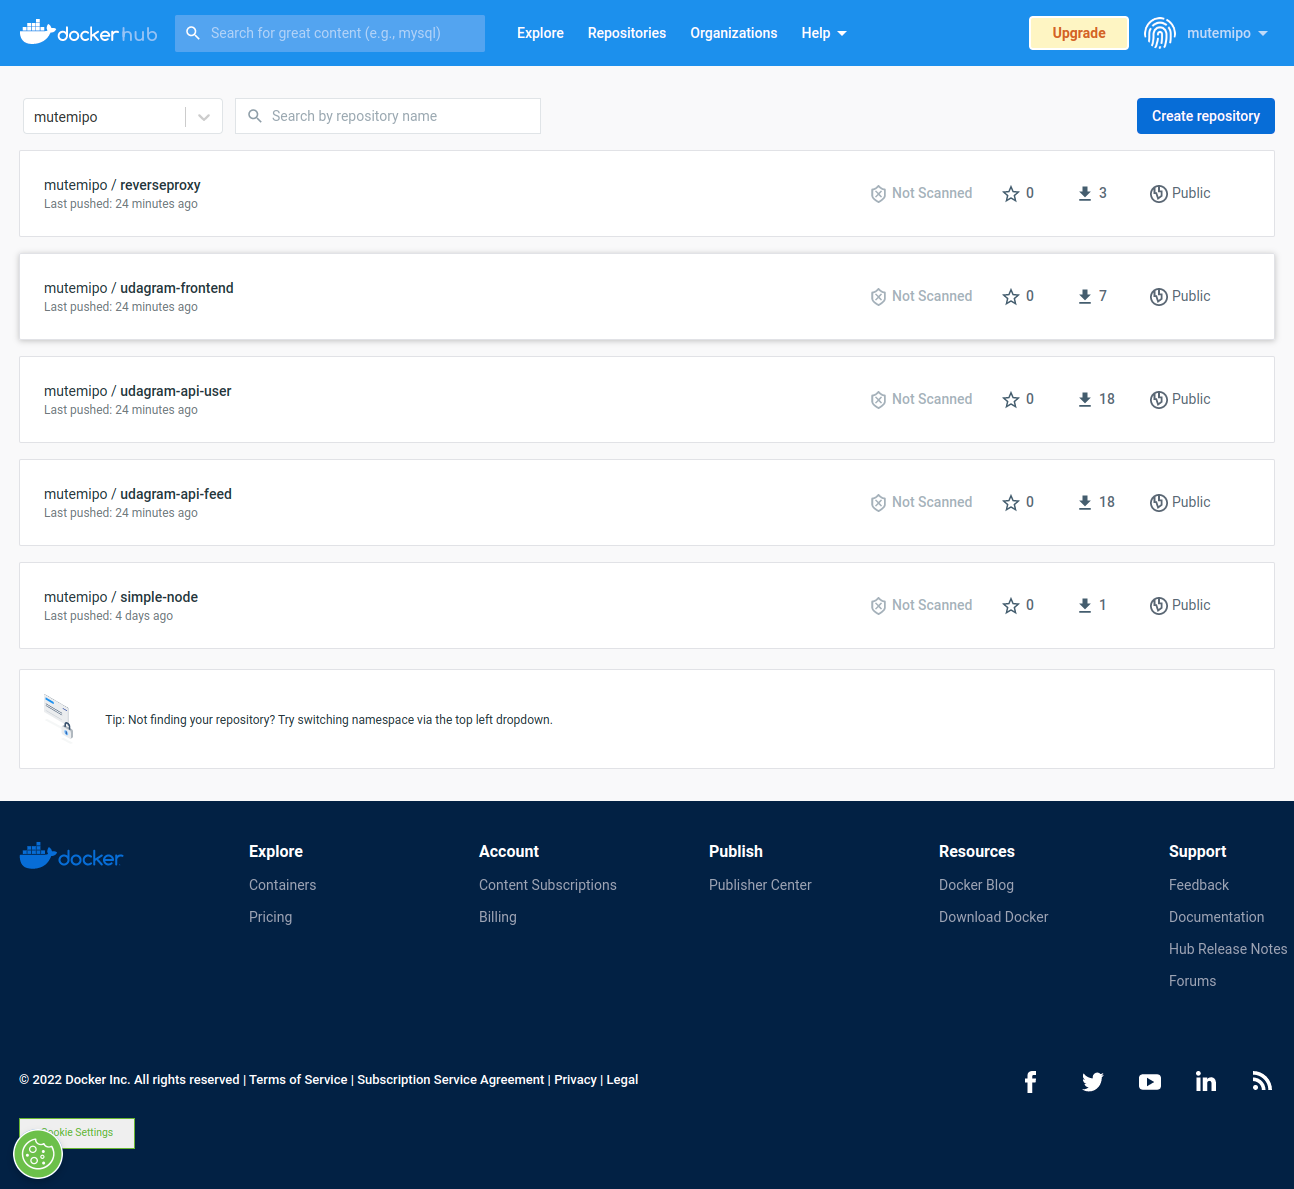 docker hub
Search for great content (e.g., mysql)
Explore
Repositories
Organizations
Help
Upgrade
mutemipo
mutemipo
Search by repository name
Create repository
mutemipo / reverseproxy
Last pushed: 24 minutes ago
Not Scanned
0
3
Public
mutemipo / udagram-frontend
Last pushed: 24 minutes ago
Not Scanned
0
7
Public
mutemipo / udagram-api-user
Last pushed: 24 minutes ago
Not Scanned
0
18
Public
mutemipo / udagram-api-feed
Last pushed: 24 minutes ago
Not Scanned
0
18
Public
mutemipo / simple-node
Last pushed: 4 days ago
Not Scanned
0
1
Public
Tip: Not finding your repository? Try switching namespace via the top left dropdown.
docker
Explore
Containers
Pricing
Account
Content Subscriptions
Billing
Publish
Publisher Center
Resources
Docker Blog
Download Docker
Support
Feedback
Documentation
Hub Release Notes
Forums
© 2022 Docker Inc. All rights reserved | Terms of Service | Subscription Service Agreement | Privacy | Legal
Cookie Settings